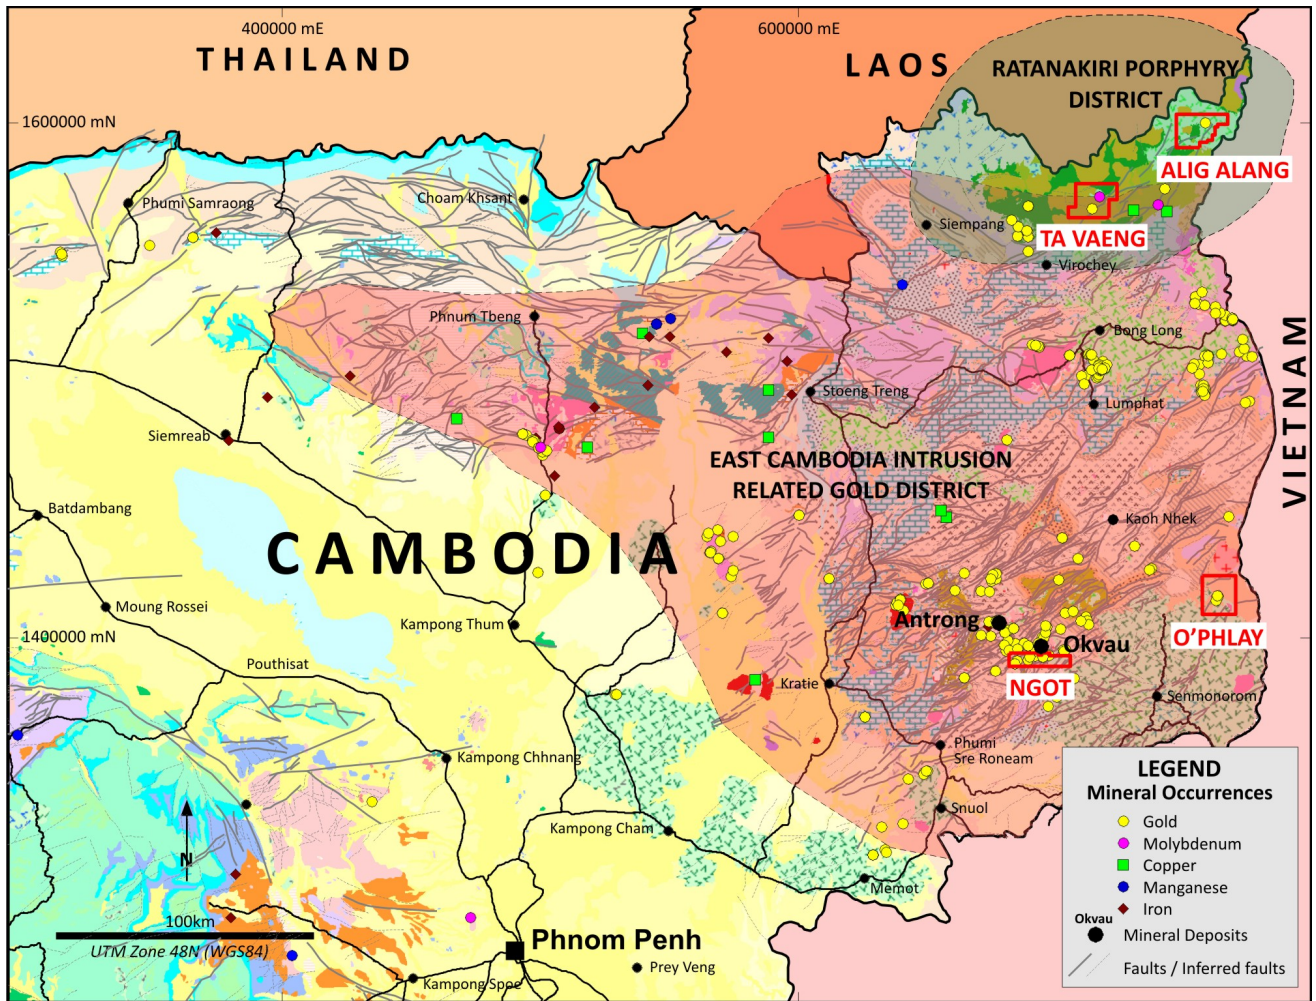 400000 mE
600000 mE
THAILAND
LAOS
RATANAKIRI PORPHYRY
DISTRICT
1600000 mN
ALIG ALANG
Phumi Samraong
Choam Khsant
Siempang
TA VAENG
Virochey
Phnum Tbeng
Bong Long
VIETNAM
Stoeng Treng
Lumphat
Siemreab
EAST CAMBODIA INTRUSION
RELATED GOLD DISTRICT
Batdambang
Kaoh Nhek
CAMBODIA
Moung Rossei
Kampong Thum
Antrong
1400000 mN
Okvau
O'PHLAY
Pouthisat
Kratie
NGOT
Senmonorom
Kampong Chhnang
Phumi
Sre Roneam
Snuol
Kampong Cham
Memot
N
100km
UTM Zone 48N (WGS84)
Phnom Penh
Prey Veng
Kampong Spoe
LEGEND
Mineral Occurrences
Gold
Molybdenum
Copper
Manganese
Iron
Okvau
Mineral Deposits
Faults / Inferred faults